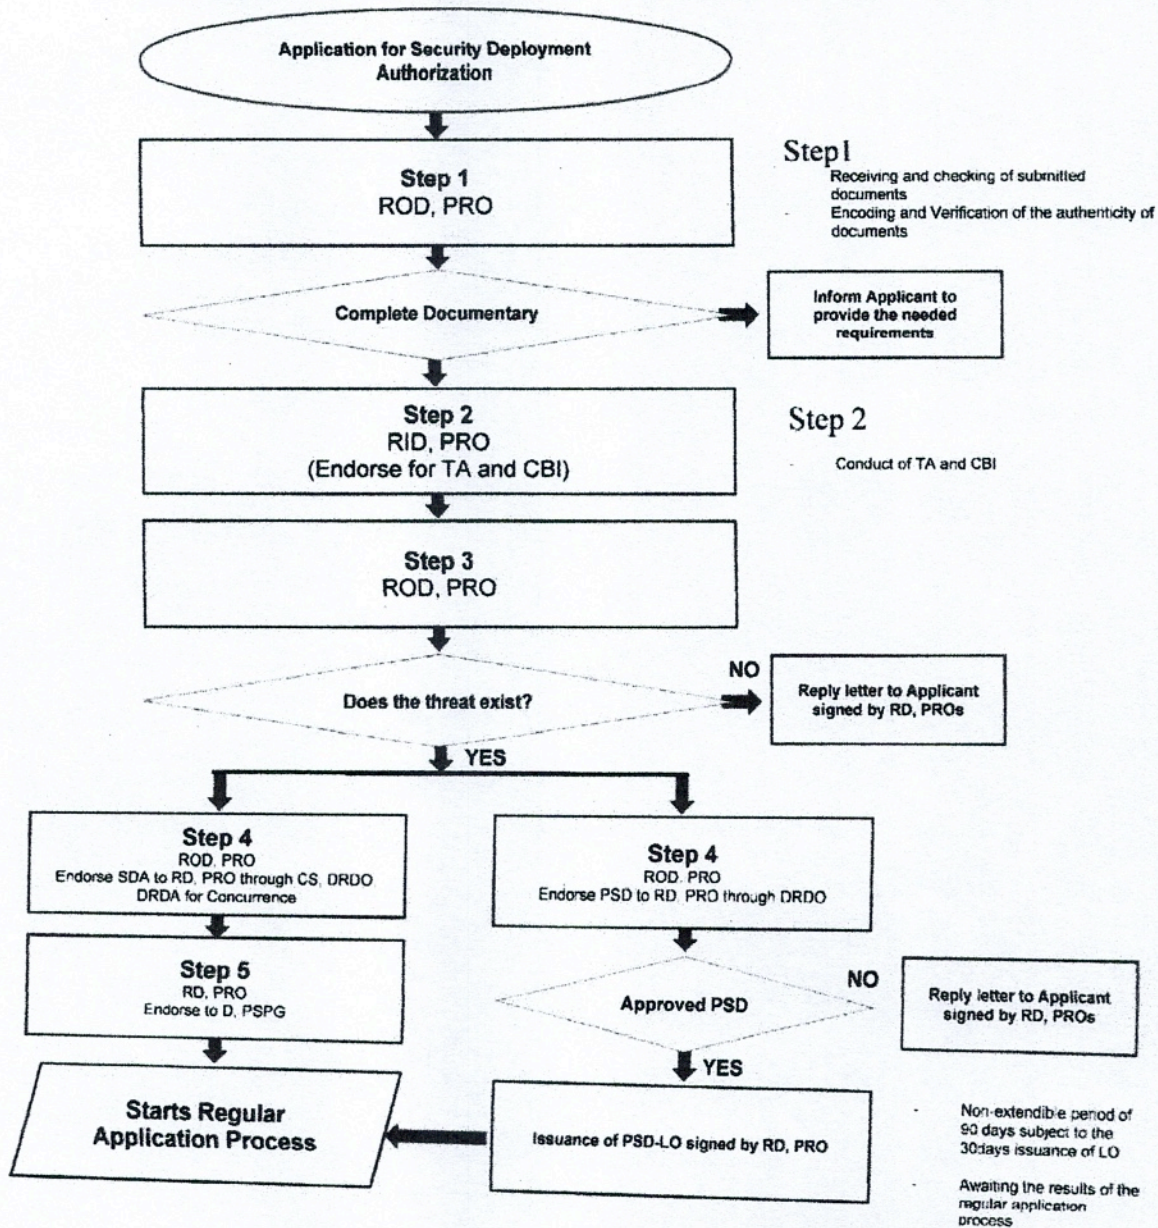 Application for Security Deployment
Authorization
Step 1
ROD, PRO
Step1
Receiving and checking of submitted
documents
- Encoding and Verification of the authenticity of
documents
Complete Documentary
Inform Applicant to
provide the needed
requirements
Step 2
RID, PRO
(Endorse for TA and CBI)
Step 2
- Conduct of TA and CBI
Step 3
ROD, PRO
Does the threat exist?
NO
Reply letter to Applicant
signed by RD, PROs
YES
Step 4
ROD, PRO
Endorse SDA to RD, PRO through CS, DRDO
DRDA for Concurrence
Step 4
ROD, PRO
Endorse PSD to RD, PRO through DRDO
Step 5
RD, PRO
Endorse to D, PSPG
Approved PSD
NO
Reply letter to Applicant
signed by RD, PROs
YES
Starts Regular
Application Process
Issuance of PSD-LO signed by RD, PRO
- Non-extendible period of
90 days subject to the
30days issuance of LO
- Awaiting the results of the
regular application
process